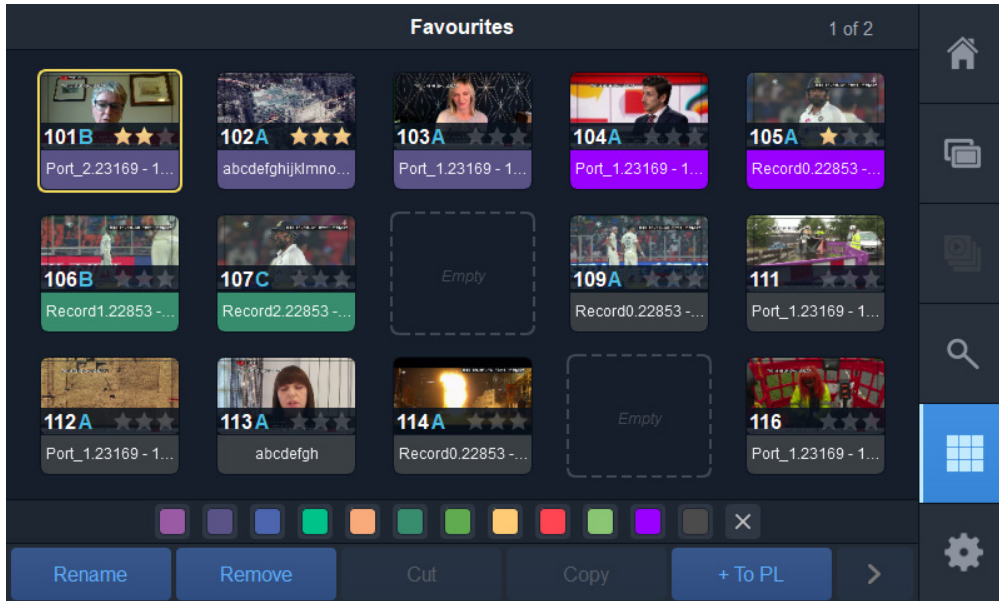 Favourites
1 of 2
101B
102A
103A
104A
105A
Port_2.23169 - 1...
abcdefghijklmno...
Port_1.23169 - 1...
Port_1.23169 - 1...
Record0.22853 -...
106B
107C
Empty
109A
111
Record1.22853 -...
Record2.22853 -...
Record0.22853 -...
Port_1.23169 - 1...
112A
113A
114A
Empty
116
Port_1.23169 - 1...
abcdefgh
Record0.22853 -...
Port_1.23169 - 1...
Rename
Remove
Cut
Copy
+ To PL